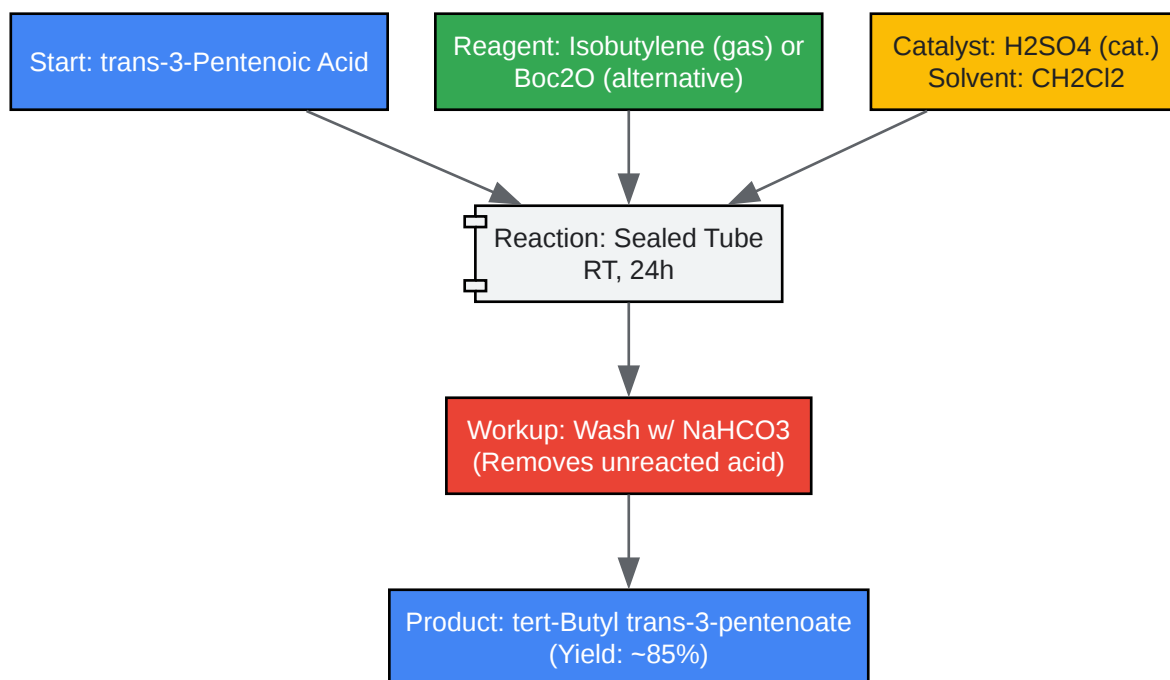 Start: trans-3-Pentenoic Acid
Reagent: Isobutylene (gas) or
Boc2O (alternative)
Catalyst: H2SO4 (cat.)
Solvent: CH2Cl2
Reaction: Sealed Tube
RT, 24h
Workup: Wash w/ NaHCO3
(Removes unreacted acid)
Product: tert-Butyl trans-3-pentenoate
(Yield: ~85%)